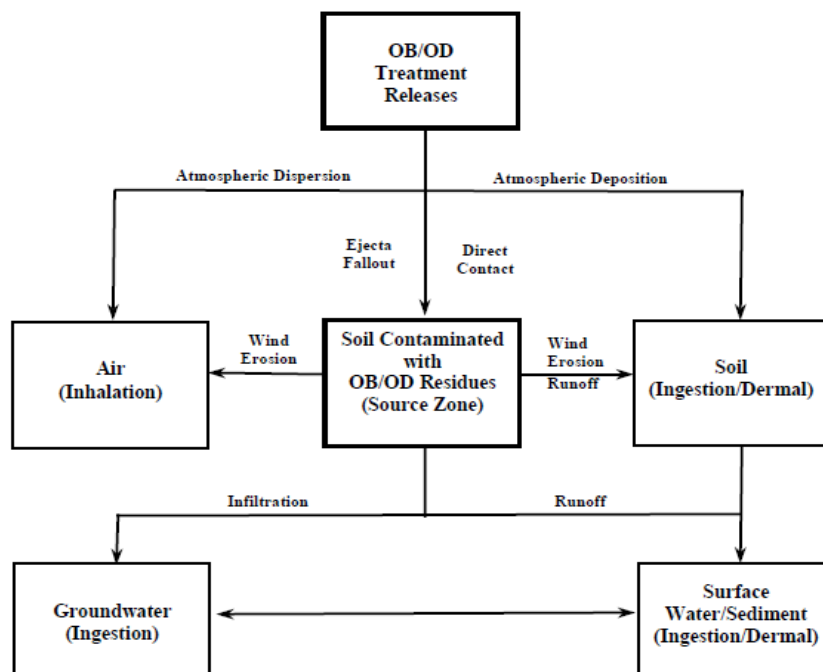 OB/OD
Treatment
Releases
Atmospheric Dispersion
Atmospheric Deposition
Ejecta
Fallout
Direct
Contact
Air
(Inhalation)
Wind
Erosion
Soil Contaminated
with
OB/OD Residues
(Source Zone)
Wind
Erosion
Runoff
Soil
(Ingestion/Dermal)
Infiltration
Runoff
Groundwater
(Ingestion)
Surface
Water/Sediment
(Ingestion/Dermal)